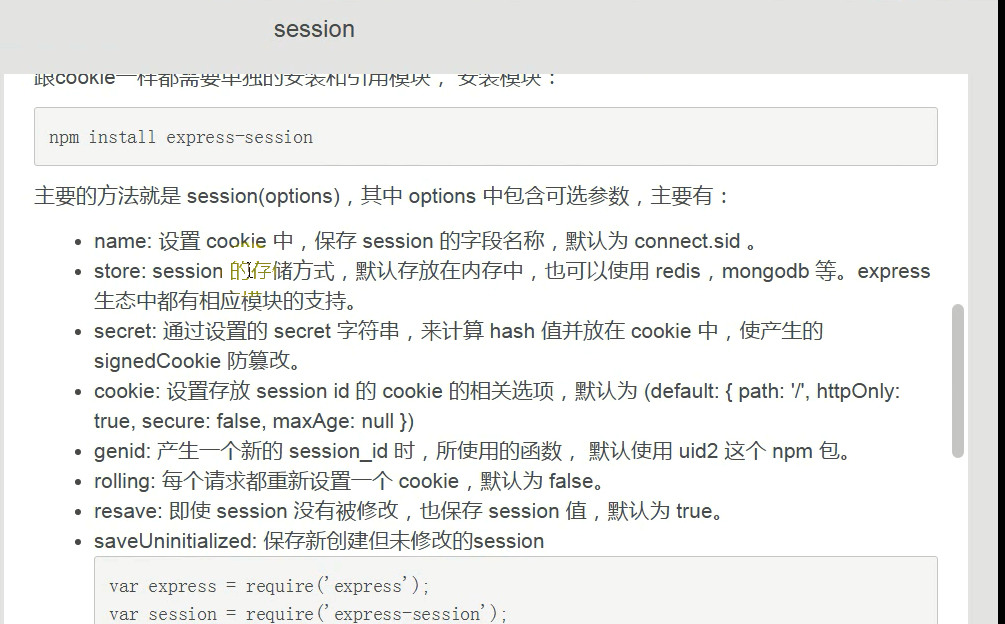 session
跟cookie一样都需要单独的安装和引用模块， 安装模块：
npm install express-session
主要的方法就是 session(options)，其中 options 中包含可选参数，主要有：
• name: 设置 cookie 中，保存 session 的字段名称，默认为 connect.sid 。
• store: session 的存储方式，默认存放在内存中，也可以使用 redis，mongodb 等。express
生态中都有相应模块的支持。
• secret: 通过设置的 secret 字符串，来计算 hash 值并放在 cookie 中，使产生的
signedCookie 防篡改。
• cookie: 设置存放 session id 的 cookie 的相关选项，默认为 (default: { path: '/', httpOnly:
true, secure: false, maxAge: null })
• genid: 产生一个新的 session_id 时，所使用的函数， 默认使用 uid2 这个 npm 包。
• rolling: 每个请求都重新设置一个 cookie，默认为 false。
• resave: 即使 session 没有被修改，也保存 session 值，默认为 true。
• saveUninitialized: 保存新创建但未修改的session
var express = require('express');
var session = require('express-session');